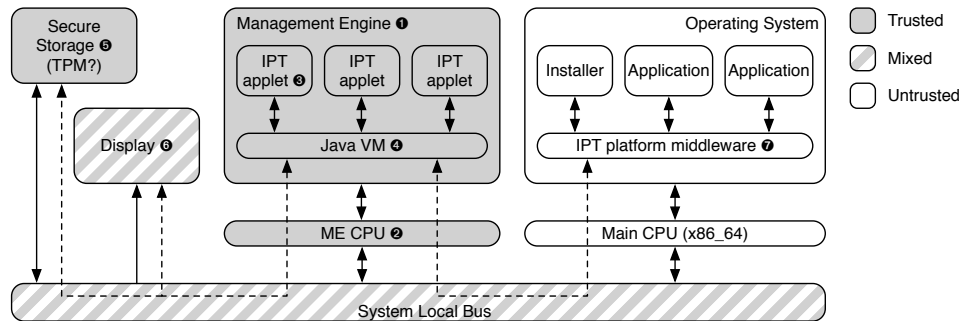 Secure
Storage ❺
(TPM?)
Management Engine ❶
Operating System
Trusted
Mixed
Untrusted
IPT
applet ❸
IPT
applet
IPT
applet
Installer
Application
Application
Display ❻
Java VM ❹
IPT platform middleware ❼
ME CPU ❷
Main CPU (x86_64)
System Local Bus